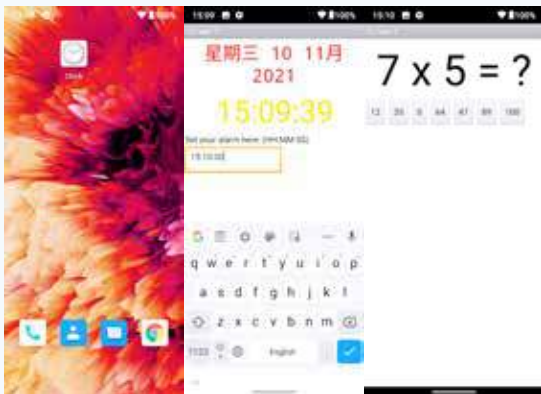 Clock
15:09
100%
星期三 10 11月
2021
15:09:39
Set your alarm here: (HH:MM:SS)
15:10:00
q w e r t y u i o p
a s d f g h j k l
z x c v b n m
English
15:10
100%
7 x 5 = ?
12 35 64 47 89 100